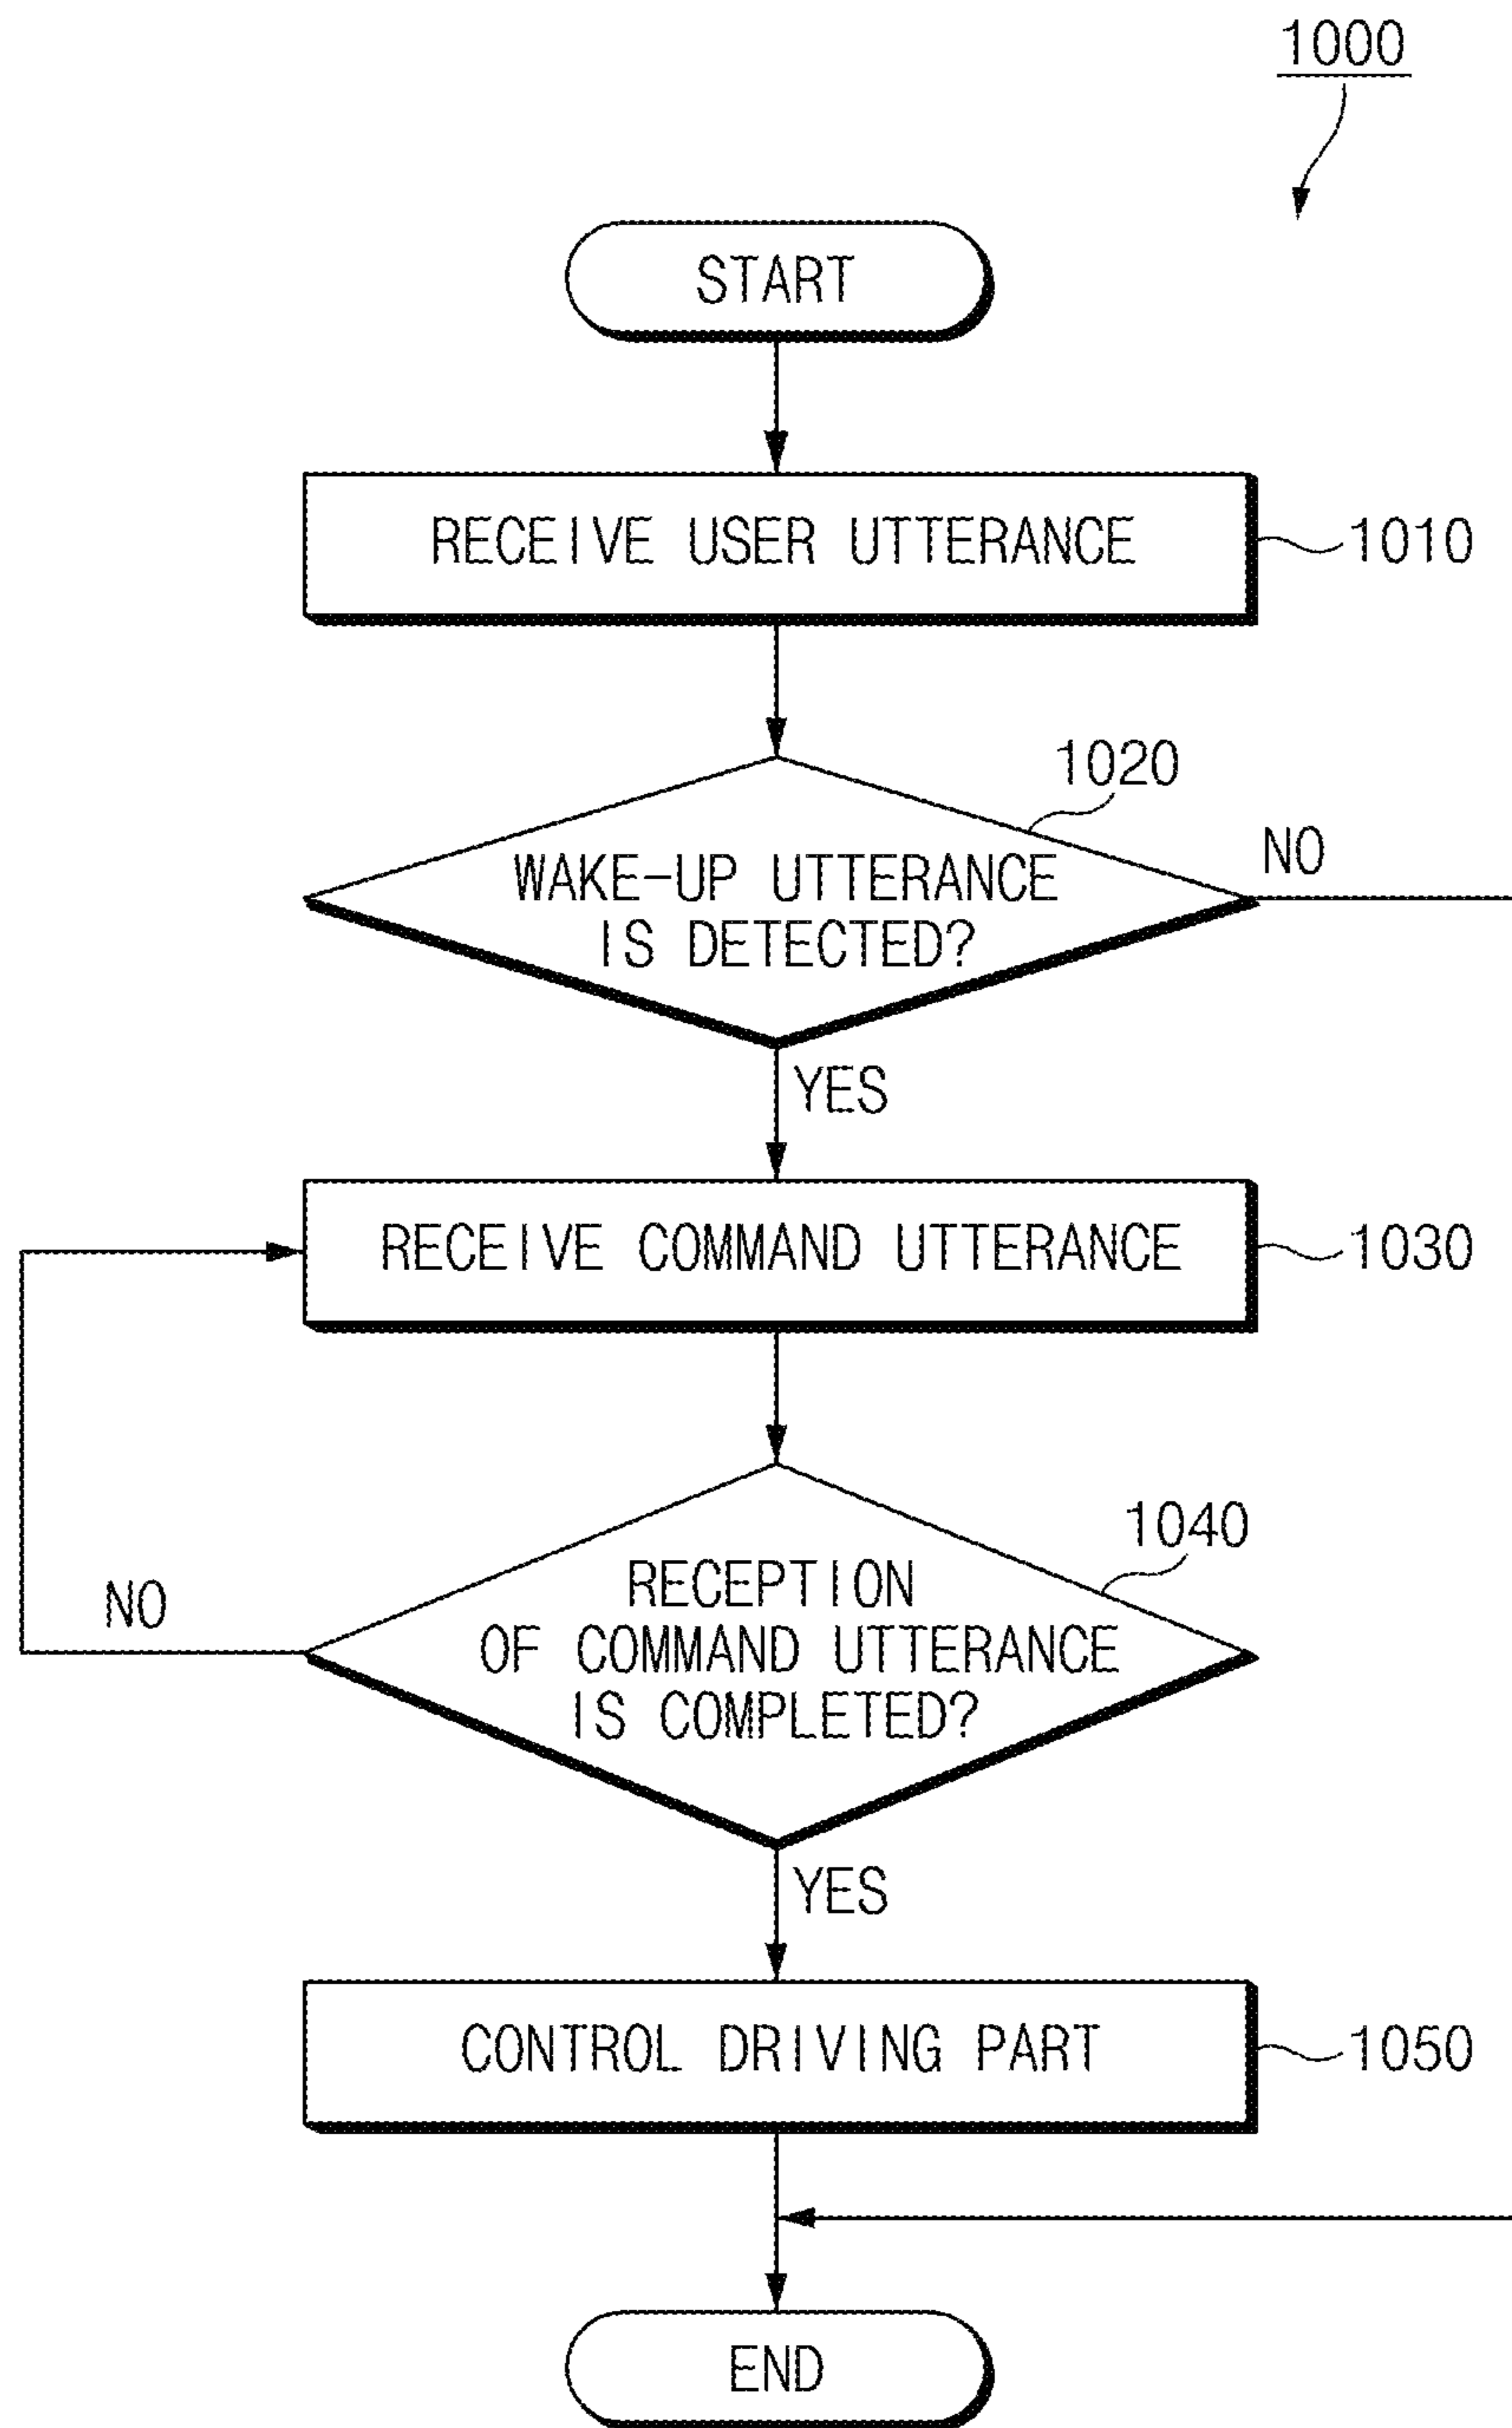 1000
START
RECEIVE USER UTTERANCE
1010
1020
NO
WAKE-UP UTTERANCE
IS DETECTED?
YES
RECEIVE COMMAND UTTERANCE
1030
1040
NO
RECEPTION
OF COMMAND UTTERANCE
IS COMPLETED?
YES
CONTROL DRIVING PART
1050
END